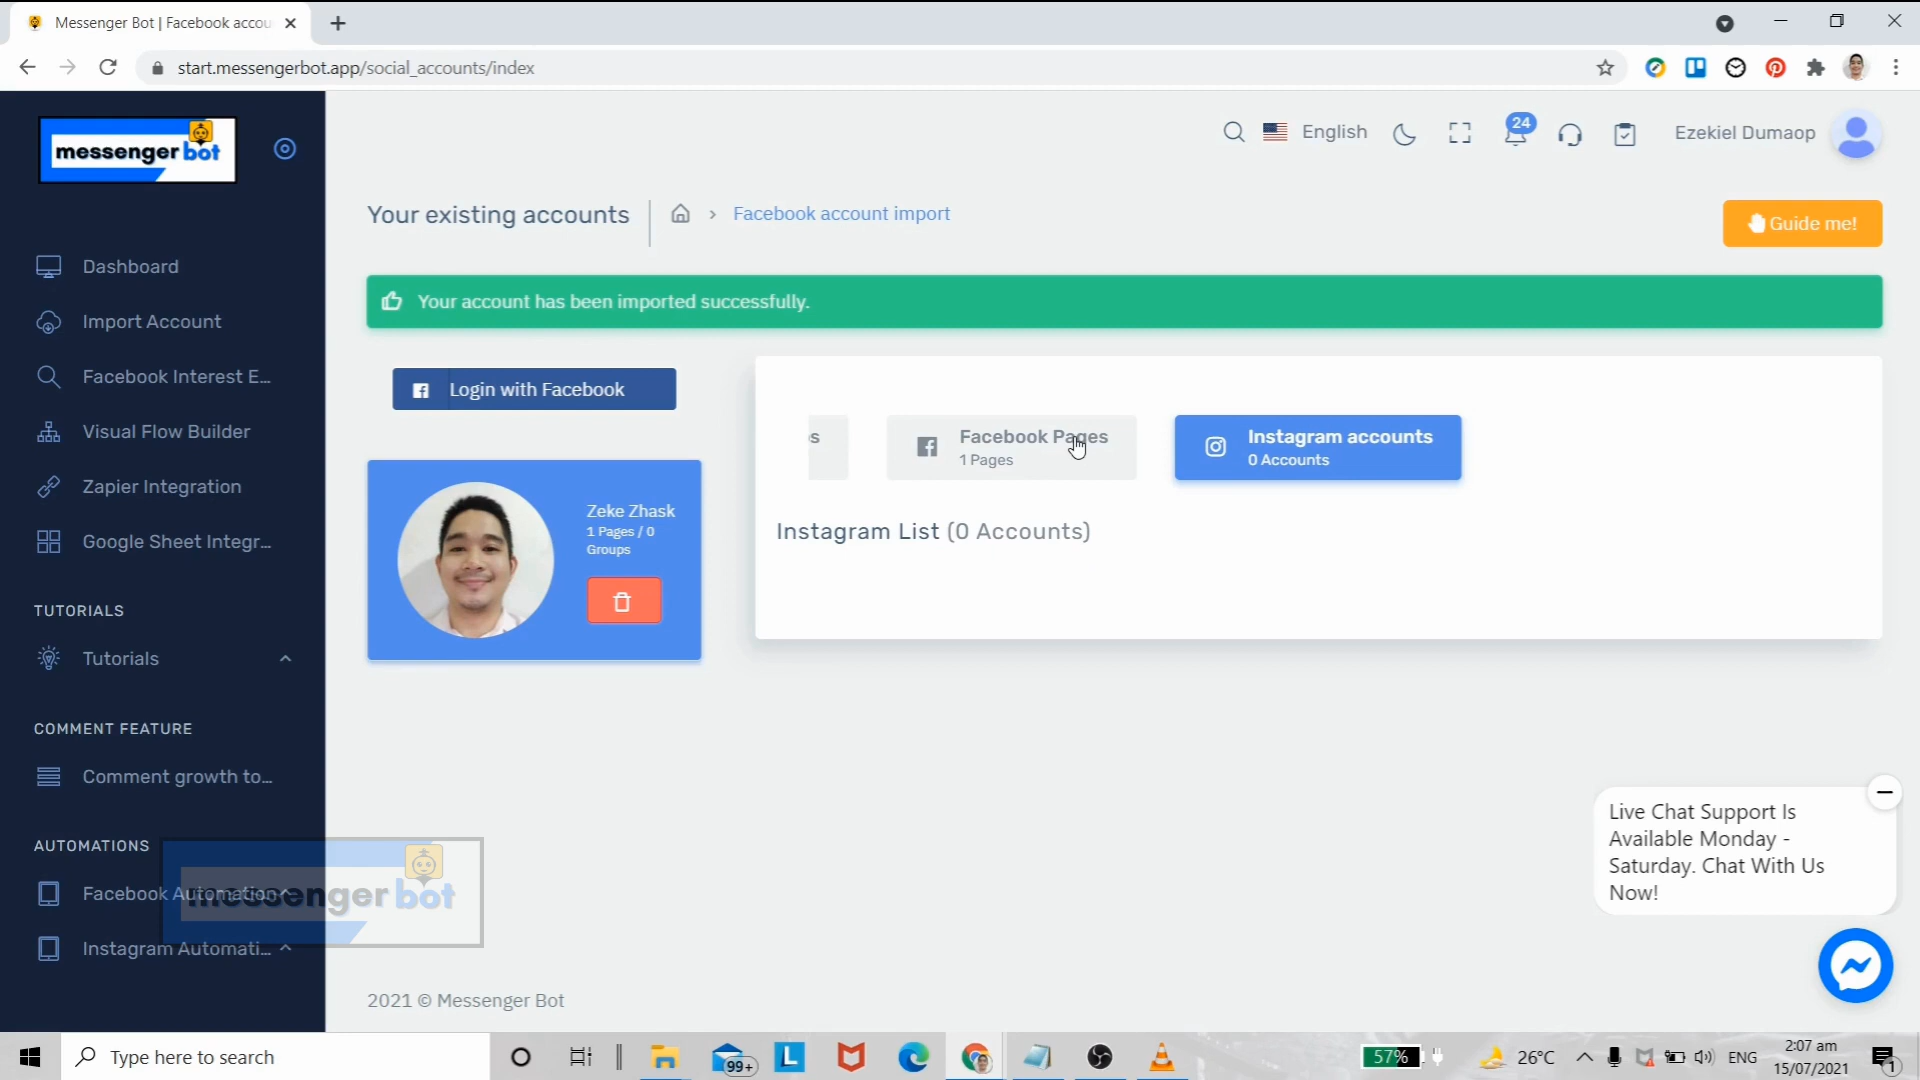 Messenger Bot | Facebook accou
start.messengerbot.app/social_accounts/index
messenger bot
English
24
Ezekiel Dumaop
Your existing accounts
Facebook account import
Guide me!
Your account has been imported successfully.
Dashboard
Import Account
Facebook Interest E...
Visual Flow Builder
Zapier Integration
Google Sheet Integr...
TUTORIALS
Tutorials
COMMENT FEATURE
Comment growth to...
AUTOMATIONS
Facebook Automation
Instagram Automati...
messenger bot
Login with Facebook
Zeke Zhask
1 Pages / 0
Groups
s
Facebook Pages
1 Pages
Instagram accounts
0 Accounts
Instagram List (0 Accounts)
Live Chat Support Is
Available Monday -
Saturday. Chat With Us
Now!
2021 © Messenger Bot
Type here to search
99+
L
57%
26°C
ENG
2:07 am
15/07/2021
1